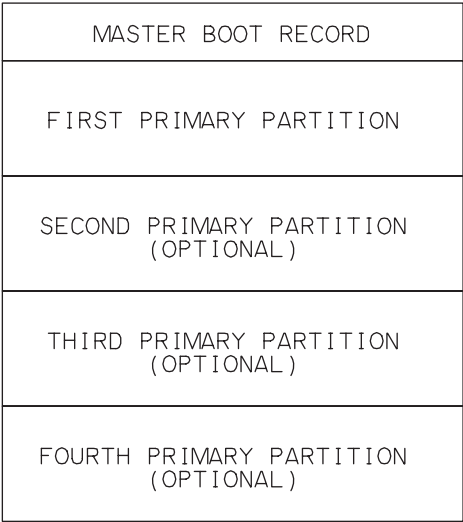 MASTER BOOT RECORD
FIRST PRIMARY PARTITION
SECOND PRIMARY PARTITION
(OPTIONAL)
THIRD PRIMARY PARTITION
(OPTIONAL)
FOURTH PRIMARY PARTITION
(OPTIONAL)